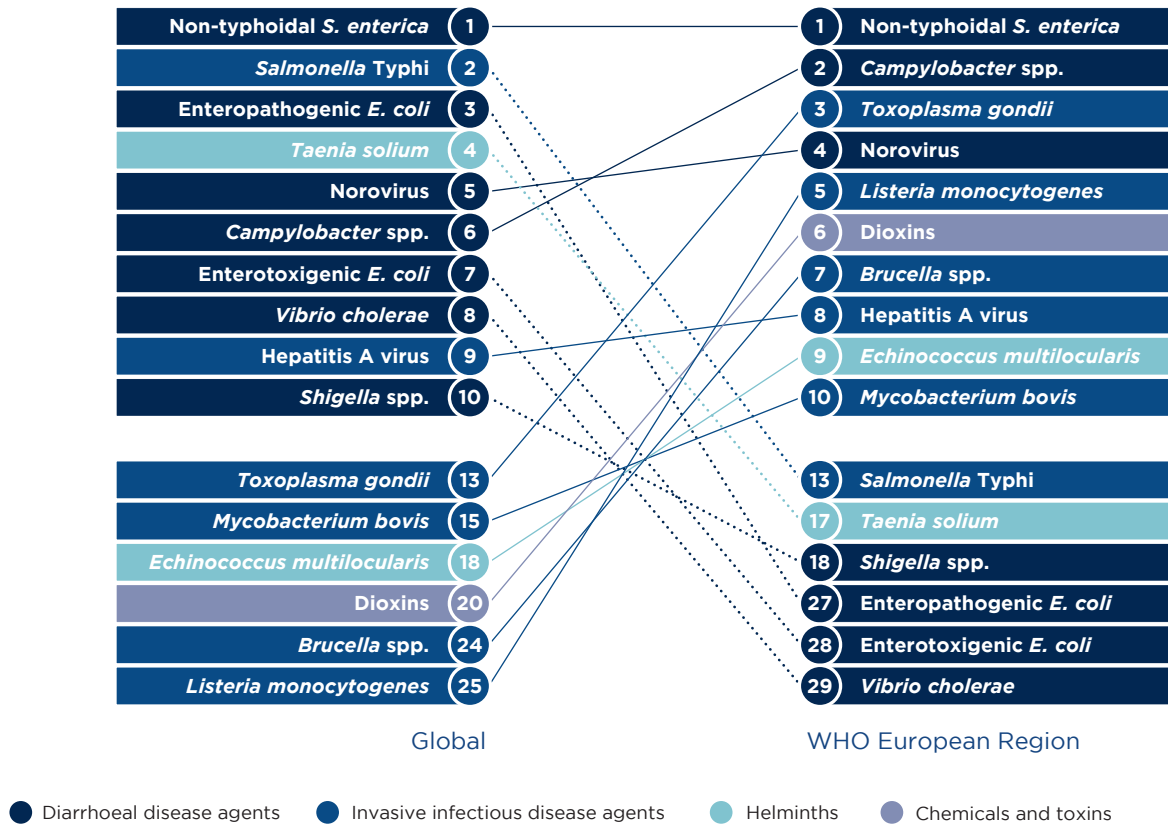 Non-typhoidal S. enterica 1
Salmonella Typhi 2
Enteropathogenic E. coli 3
Taenia solium 4
Norovirus 5
Campylobacter spp. 6
Enterotoxigenic E. coli 7
Vibrio cholerae 8
Hepatitis A virus 9
Shigella spp. 10
Toxoplasma gondii 13
Mycobacterium bovis 15
Echinococcus multilocularis 18
Dioxins 20
Brucella spp. 24
Listeria monocytogenes 25
Global
1 Non-typhoidal S. enterica
2 Campylobacter spp.
3 Toxoplasma gondii
4 Norovirus
5 Listeria monocytogenes
6 Dioxins
7 Brucella spp.
8 Hepatitis A virus
9 Echinococcus multilocularis
10 Mycobacterium bovis
13 Salmonella Typhi
17 Taenia solium
18 Shigella spp.
27 Enteropathogenic E. coli
28 Enterotoxigenic E. coli
29 Vibrio cholerae
WHO European Region
Diarrhoeal disease agents
Invasive infectious disease agents
Helminths
Chemicals and toxins